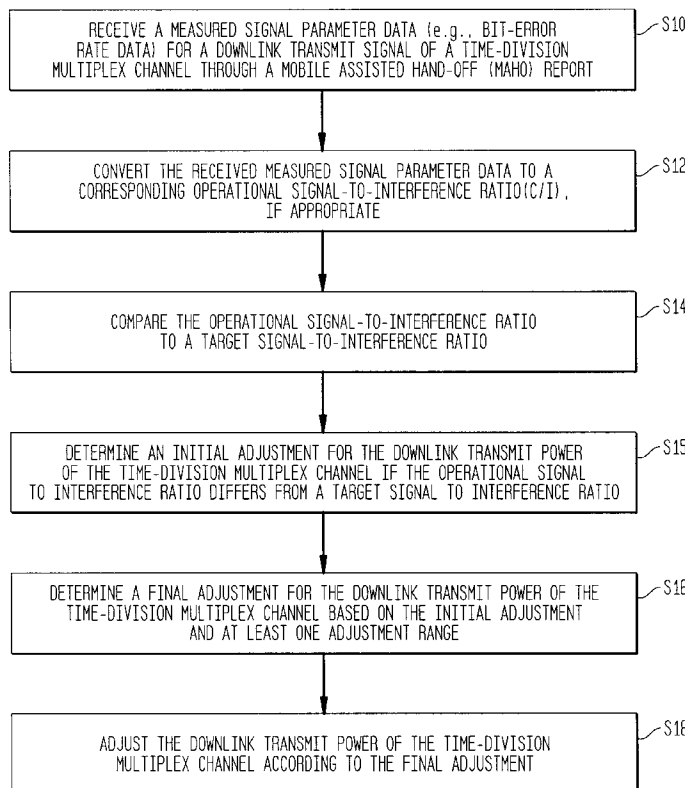 RECEIVE A MEASURED SIGNAL PARAMETER DATA (e.g., BIT-ERROR
RATE DATA) FOR A DOWNLINK TRANSMIT SIGNAL OF A TIME-DIVISION
MULTIPLEX CHANNEL THROUGH A MOBILE ASSISTED HAND-OFF (MAHO) REPORT
S10
CONVERT THE RECEIVED MEASURED SIGNAL PARAMETER DATA TO A
CORRESPONDING OPERATIONAL SIGNAL-TO-INTERFERENCE RATIO(C/I),
IF APPROPRIATE
S12
COMPARE THE OPERATIONAL SIGNAL-TO-INTERFERENCE RATIO
TO A TARGET SIGNAL-TO-INTERFERENCE RATIO
S14
DETERMINE AN INITIAL ADJUSTMENT FOR THE DOWNLINK TRANSMIT POWER
OF THE TIME-DIVISION MULTIPLEX CHANNEL IF THE OPERATIONAL SIGNAL
TO INTERFERENCE RATIO DIFFERS FROM A TARGET SIGNAL TO INTERFERENCE RATIO
S15
DETERMINE A FINAL ADJUSTMENT FOR THE DOWNLINK TRANSMIT POWER OF THE
TIME-DIVISION MULTIPLEX CHANNEL BASED ON THE INITIAL ADJUSTMENT
AND AT LEAST ONE ADJUSTMENT RANGE
S16
ADJUST THE DOWNLINK TRANSMIT POWER OF THE TIME-DIVISION
MULTIPLEX CHANNEL ACCORDING TO THE FINAL ADJUSTMENT
S18